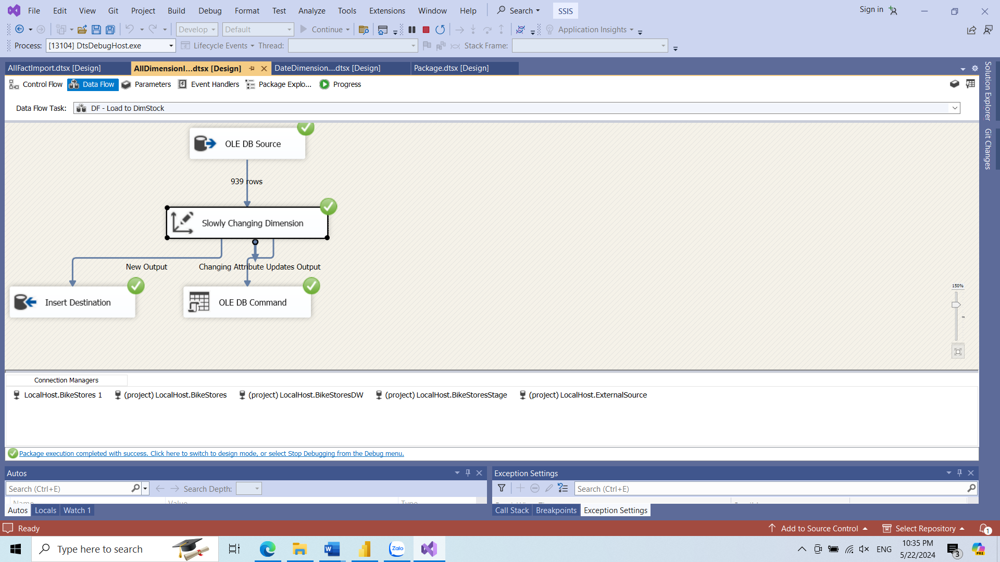 File Edit View Git Project Build Debug Format Test Analyze Tools Extensions Window Help Search SSIS Sign in
Develop Default Continue Application Insights
Process: [13104] DtsDebugHost.exe Lifecycle Events Thread: Stack Frame:
AllFactImport.dtsx [Design] AllDimensionI...dtsx [Design] DateDimension....dtsx [Design] Package.dtsx [Design]
Control Flow Data Flow Parameters Event Handlers Package Explo... Progress
Solution Explorer
Git Changes
Data Flow Task: DF - Load to DimStock
OLE DB Source
939 rows
Slowly Changing Dimension
New Output Changing Attribute Updates Output
Insert Destination OLE DB Command
150%
Connection Managers
LocalHost.BikeStores 1 (project) LocalHost.BikeStores (project) LocalHost.BikeStoresDW (project) LocalHost.BikeStoresStage (project) LocalHost.ExternalSource
Package execution completed with success. Click here to switch to design mode, or select Stop Debugging from the Debug menu.
Autos Exception Settings
Search (Ctrl+E) Search Depth: Search (Ctrl+E)
Name Value Type
Autos Locals Watch 1 Call Stack Breakpoints Exception Settings
Ready Add to Source Control Select Repository 1
Type here to search Zalo ENG 10:35 PM 3 PRE
5/22/2024